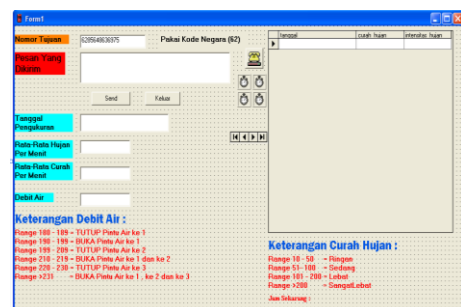 Form1
Nomor Tujuan
6285648636975
Pakai Kode Negara (62)
Pesan Yang
Dikirim
Send
Keluar
tanggal
curah hujan
intensitas hujan
Tanggal
Pengukuran
Rata-Rata Hujan
Per Menit
Rata-Rata Curah
Per Menit
Debit Air
Keterangan Debit Air :
Range 180 - 189 = TUTUP Pintu Air ke 1
Range 190 - 199 = BUKA Pintu Air ke 1
Range 199 - 209 = TUTUP Pintu Air ke 2
Range 210 - 219 = BUKA Pintu Air ke 1 dan ke 2
Range 220 - 230 = TUTUP Pintu Air ke 3
Range >231 = BUKA Pintu Air ke 1 , ke 2 dan ke 3
Keterangan Curah Hujan :
Range 10 - 50 = Ringan
Range 51- 100 = Sedang
Range 101 - 200 = Lebat
Range >200 = SangatLebat
Jam Sekarang :